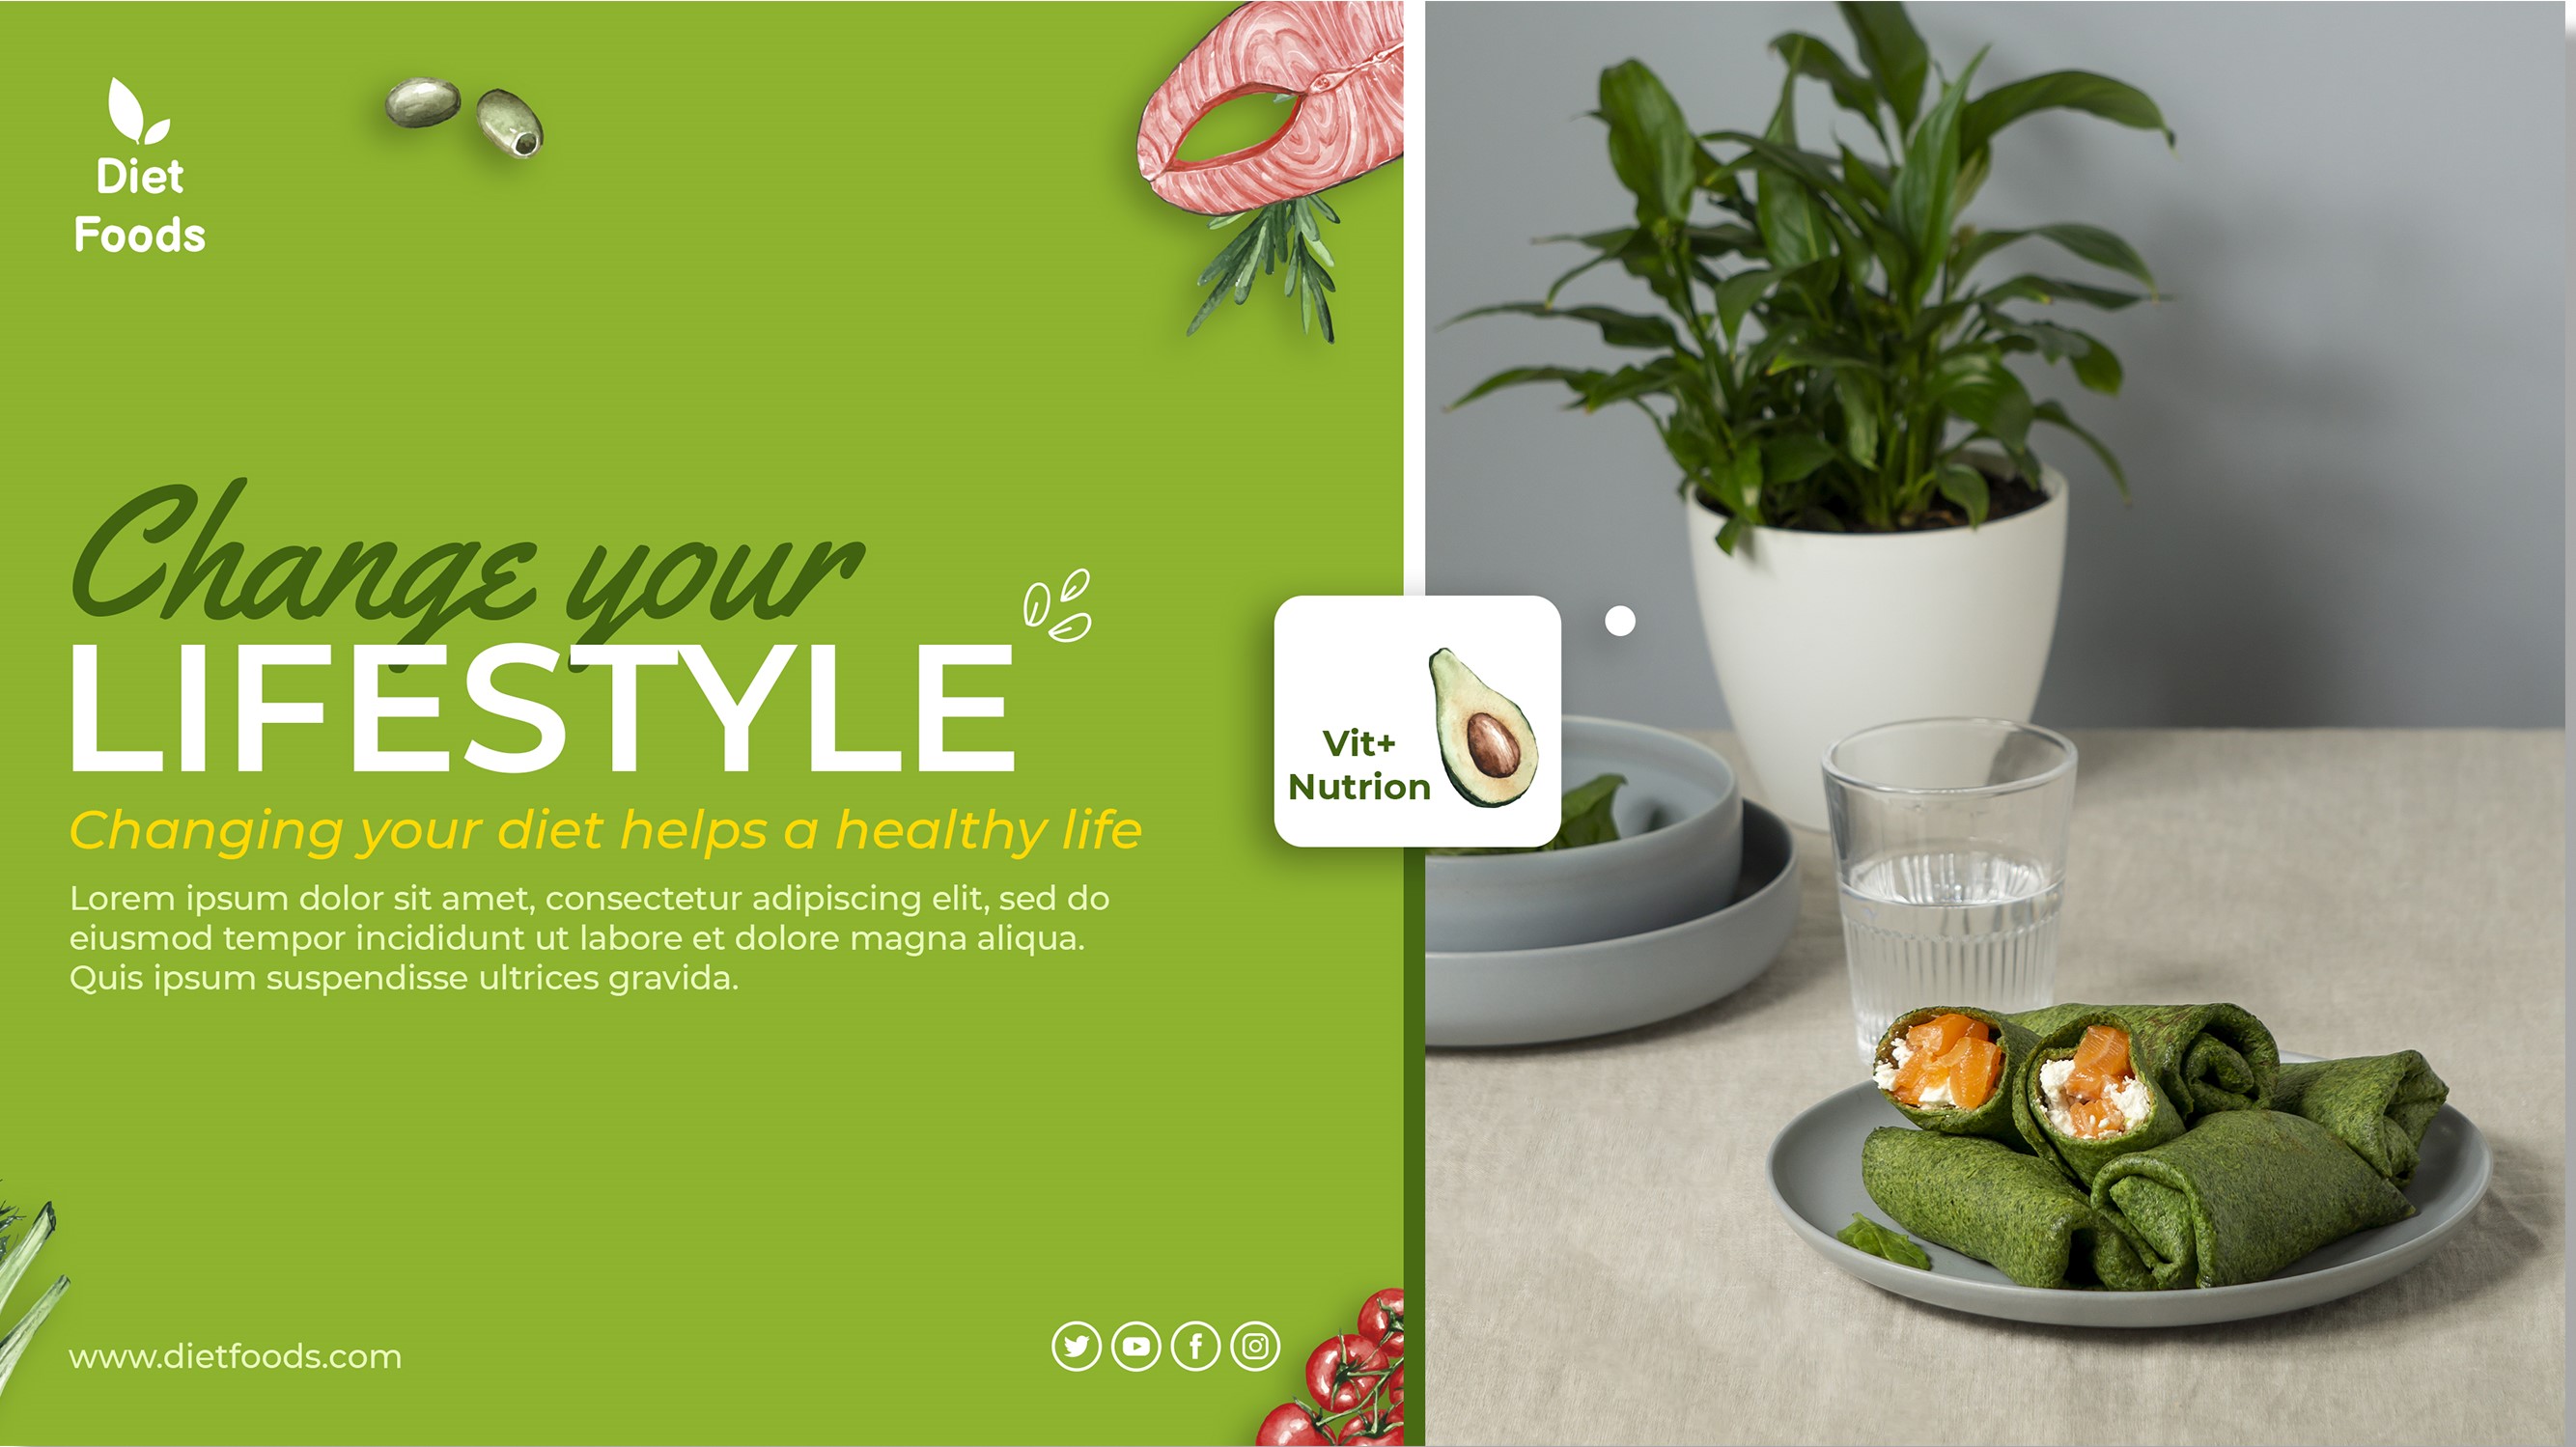 Diet
Foods
Change your
LIFESTYLE
Changing your diet helps a healthy life
Lorem ipsum dolor sit amet, consectetur adipiscing elit, sed do
eiusmod tempor incididunt ut labore et dolore magna aliqua.
Quis ipsum suspendisse ultrices gravida.
Vit+
Nutrion
www.dietfoods.com